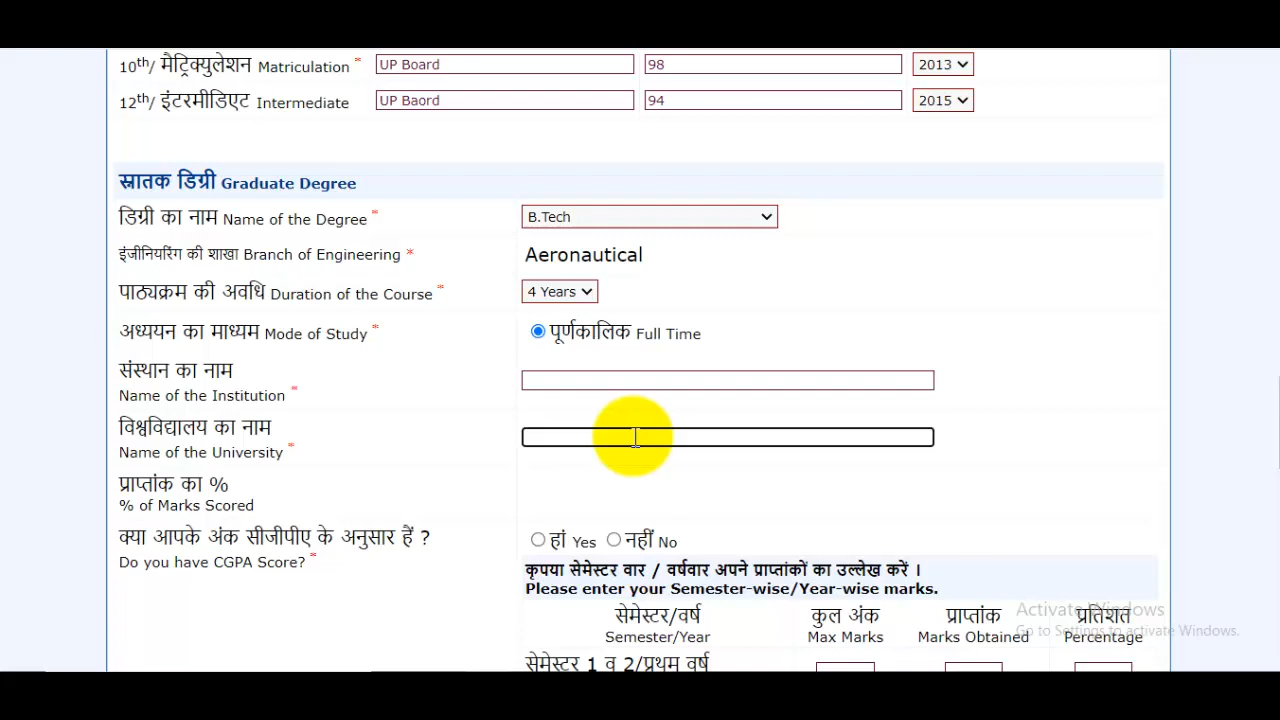 10th/ मैट्रिक्युलेशन Matriculation * UP Board 98 2013
12th/ इंटरमीडिएट Intermediate UP Baord 94 2015
स्नातक डिग्री Graduate Degree
डिग्री का नाम Name of the Degree * B.Tech
इंजीनियरिंग की शाखा Branch of Engineering * Aeronautical
पाठ्यक्रम की अवधि Duration of the Course * 4 Years
अध्ययन का माध्यम Mode of Study * पूर्णकालिक Full Time
संस्थान का नाम
Name of the Institution *
विश्वविद्यालय का नाम
Name of the University *
प्राप्तांक का %
% of Marks Scored
क्या आपके अंक सीजीपीए के अनुसार हैं ?
Do you have CGPA Score? *
हां Yes नहीं No
कृपया सेमेस्टर वार / वर्षवार अपने प्राप्तांकों का उल्लेख करें ।
Please enter your Semester-wise/Year-wise marks.
सेमेस्टर/वर्ष कुल अंक प्राप्तांक प्रतिशत
Semester/Year Max Marks Marks Obtained Percentage
सेमेस्टर 1 व 2/प्रथम वर्ष
Activate Windows
Go to Settings to activate Windows.